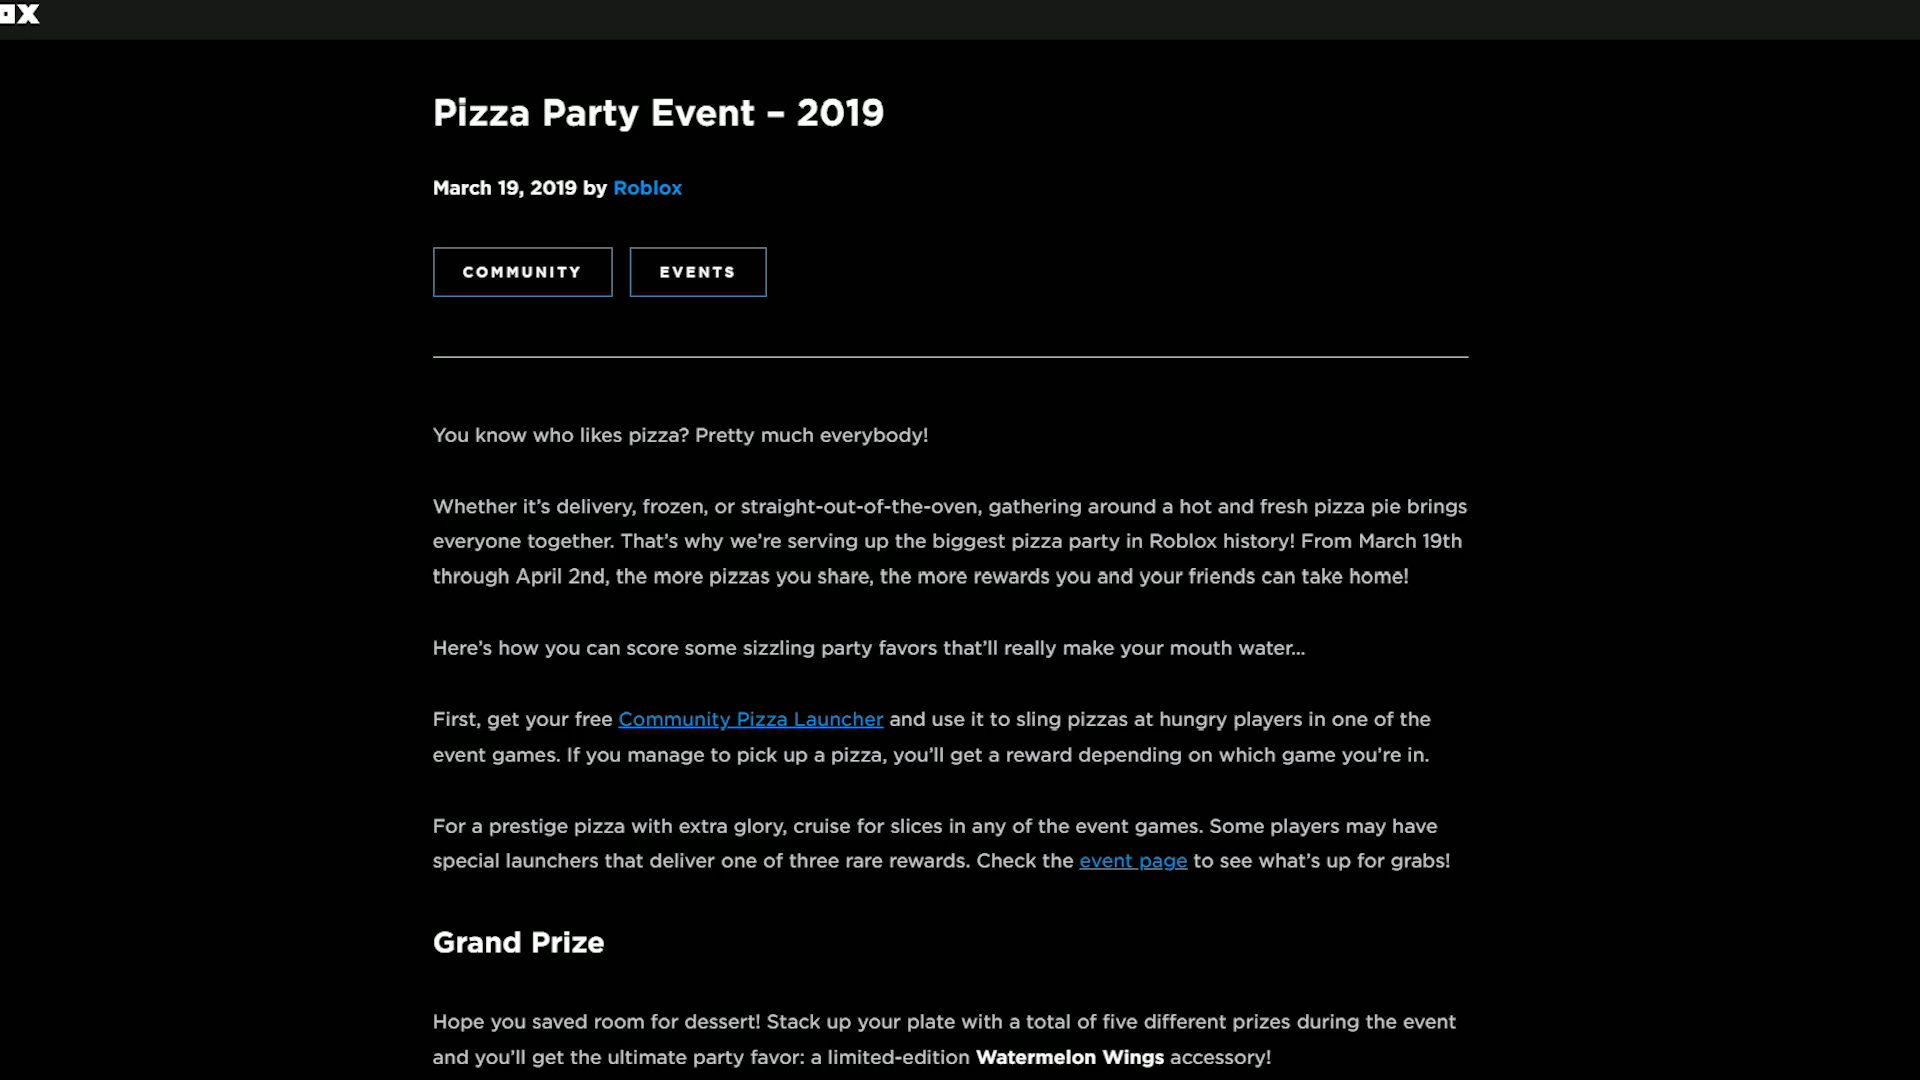 ox
Pizza Party Event – 2019
March 19, 2019 by Roblox
COMMUNITY EVENTS
You know who likes pizza? Pretty much everybody!
Whether it’s delivery, frozen, or straight-out-of-the-oven, gathering around a hot and fresh pizza pie brings
everyone together. That’s why we’re serving up the biggest pizza party in Roblox history! From March 19th
through April 2nd, the more pizzas you share, the more rewards you and your friends can take home!
Here’s how you can score some sizzling party favors that’ll really make your mouth water…
First, get your free Community Pizza Launcher and use it to sling pizzas at hungry players in one of the
event games. If you manage to pick up a pizza, you’ll get a reward depending on which game you’re in.
For a prestige pizza with extra glory, cruise for slices in any of the event games. Some players may have
special launchers that deliver one of three rare rewards. Check the event page to see what’s up for grabs!
Grand Prize
Hope you saved room for dessert! Stack up your plate with a total of five different prizes during the event
and you’ll get the ultimate party favor: a limited-edition Watermelon Wings accessory!